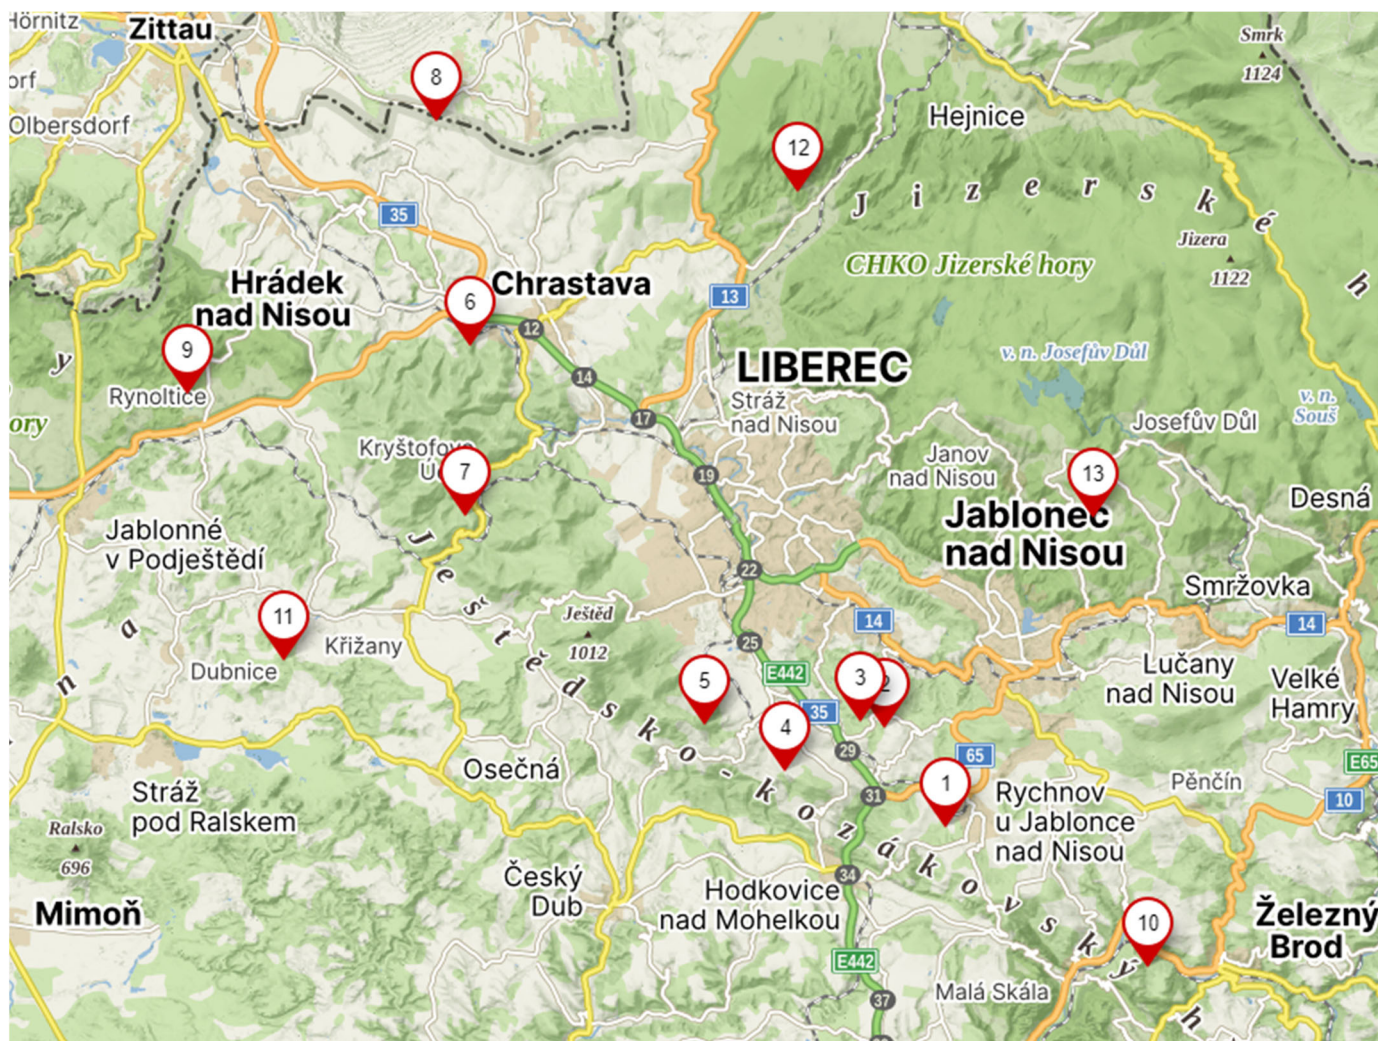 Hörnitz
Zittau
Smrk
1124
orf
8
Olbersdorf
Hejnice
12
35
J i z e r s k é
h
Jizera
1122
CHKO Jizerské hory
Hrádek
nad Nisou
Chrastava
6
13
12
9
y
Rynoltice
14
LIBEREC
v. n. Josefův Důl
v. n.
Souš
ory
17
Stráž
nad Nisou
Josefův Důl
Kryštofovo
Ú
7
19
Janov
nad Nisou
13
Desná
Jablonec
nad Nisou
Jablonné
v Podještědí
22
Smržovka
11
Ještěd
1012
14
14
a
Křižany
Dubnice
25
n
J e š t ě d s k o - k o z á k o v s k ý
h
E442
5
3
2
Lučany
nad Nisou
Velké
Hamry
35
4
29
65
E65
Osečná
1
31
Pěnčín
10
Stráž
pod Ralskem
Rychnov
u Jablonce
nad Nisou
Ralsko
696
34
Český
Dub
Hodkovice
nad Mohelkou
Mimoň
10
Železný
Brod
E442
Malá Skála
37